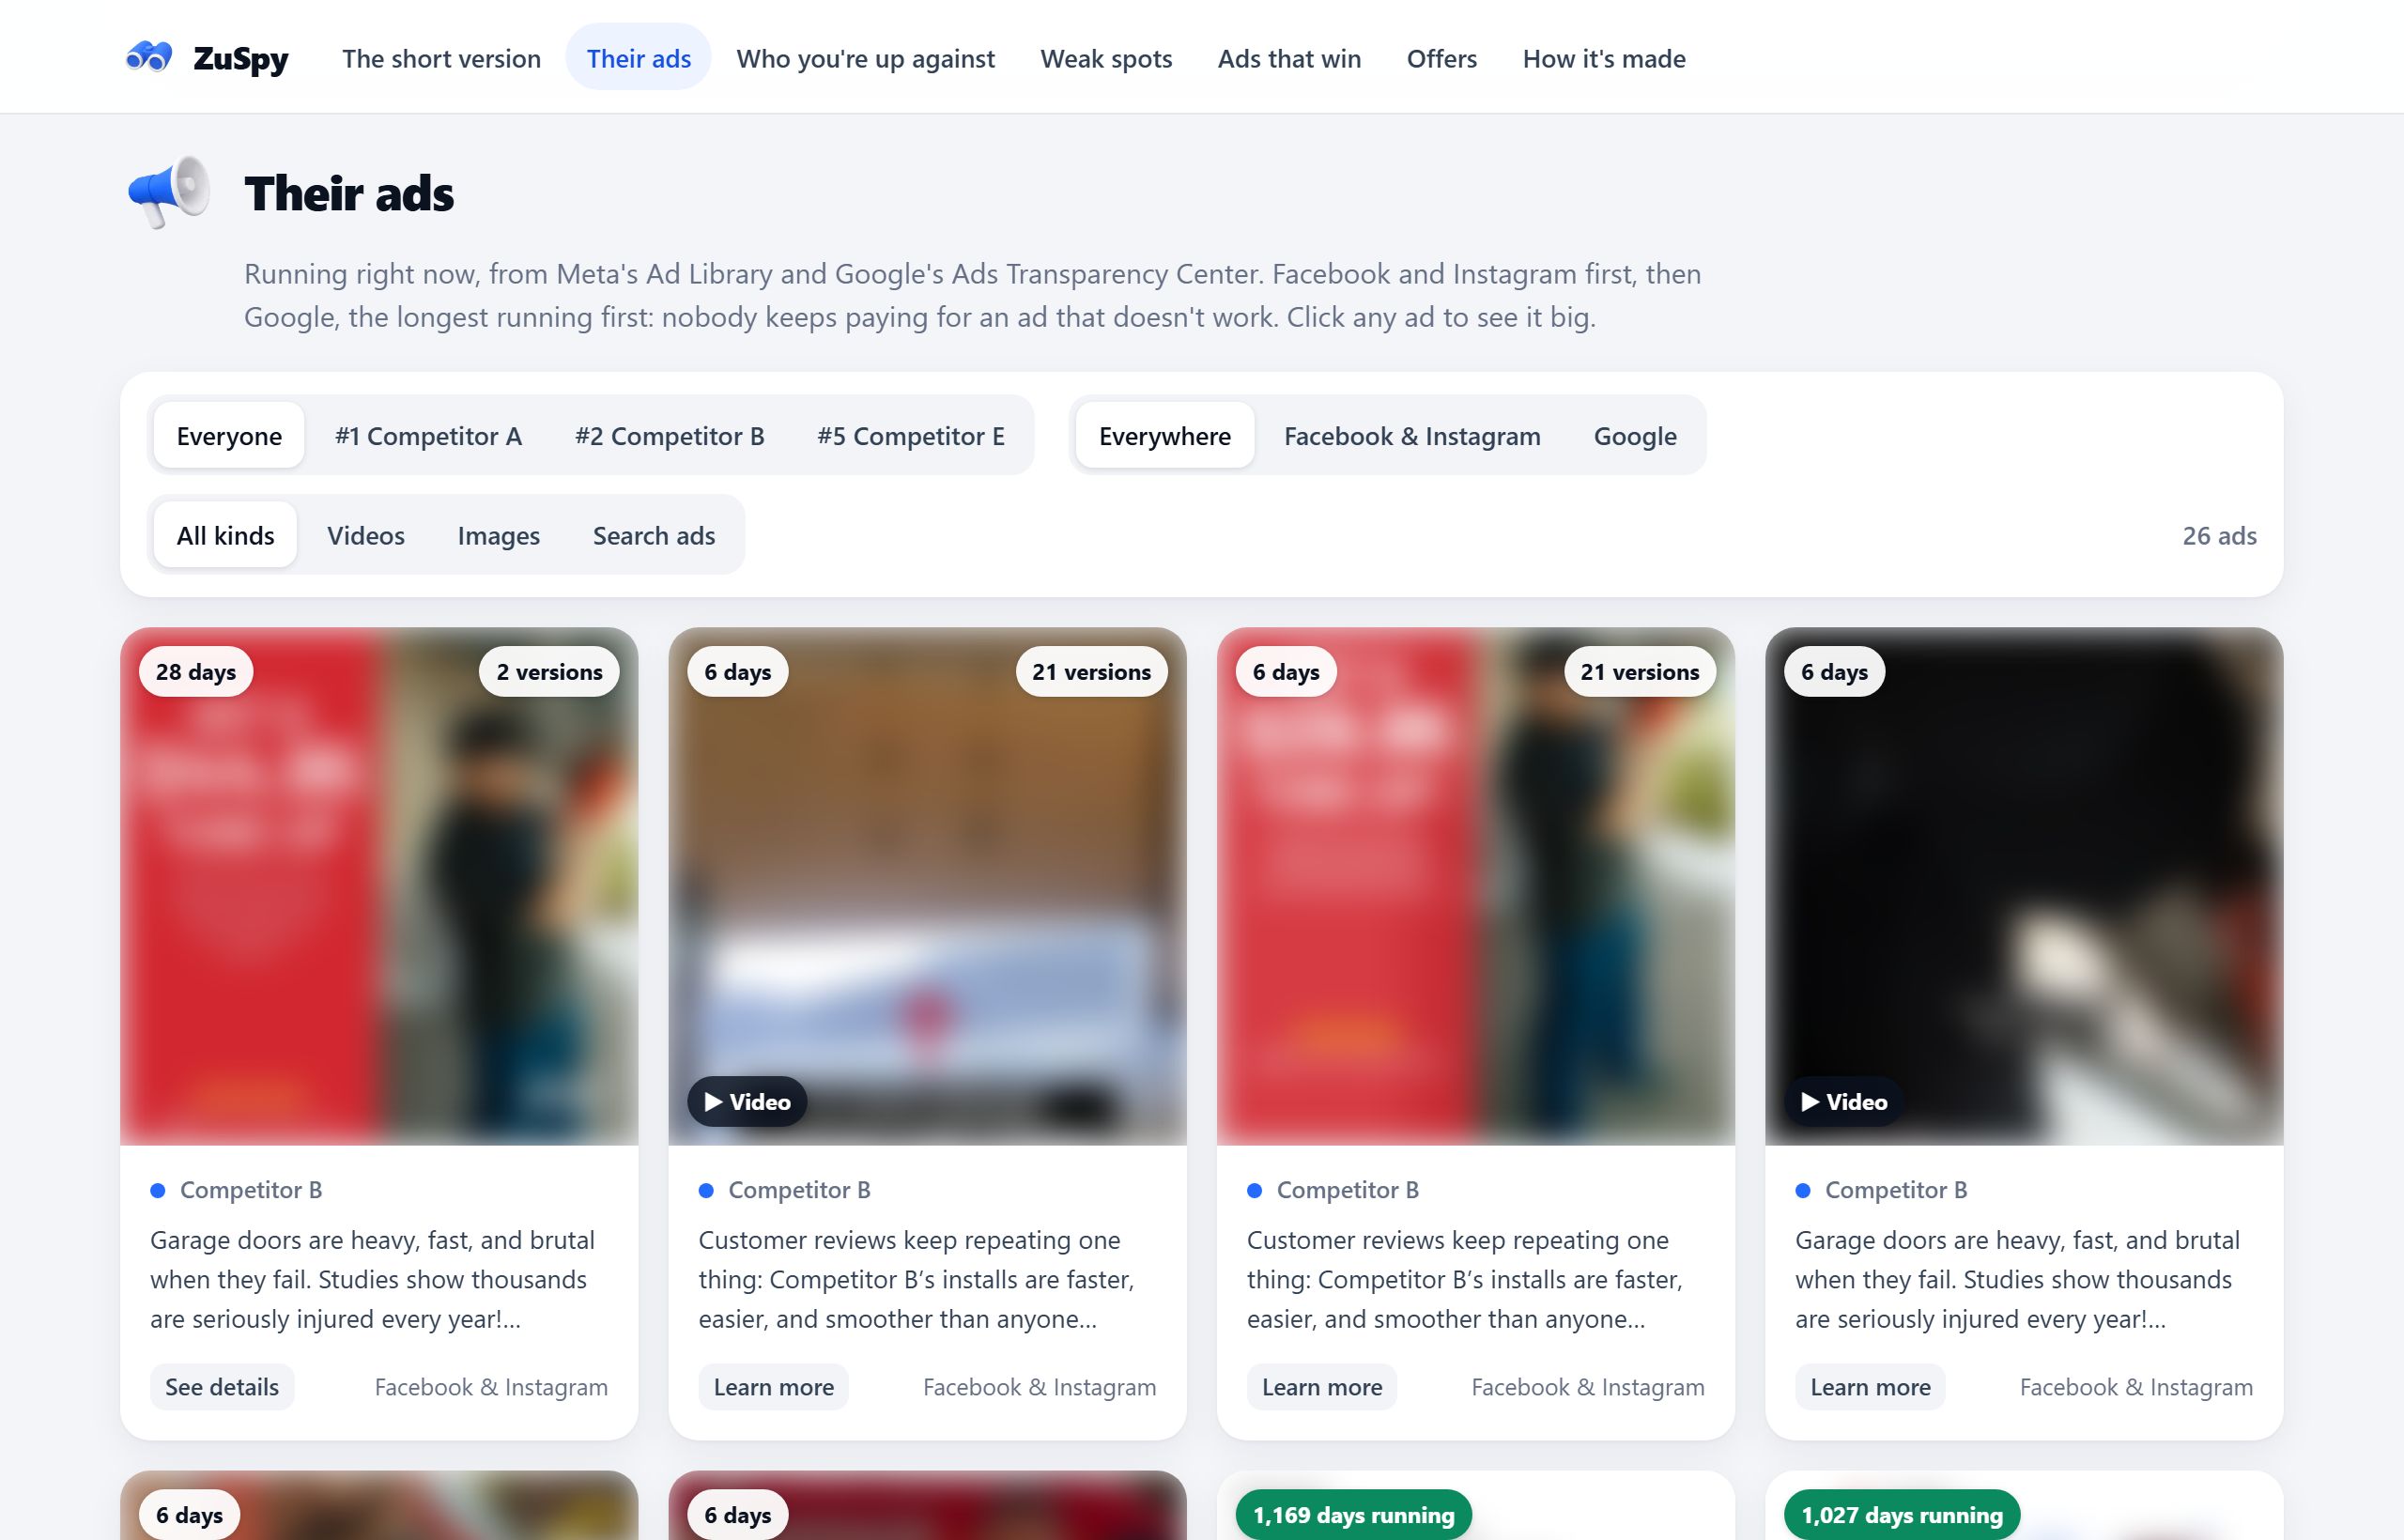 ZuSpy
The short version
Their ads
Who you're up against
Weak spots
Ads that win
Offers
How it's made
Their ads
Running right now, from Meta's Ad Library and Google's Ads Transparency Center. Facebook and Instagram first, then
Google, the longest running first: nobody keeps paying for an ad that doesn't work. Click any ad to see it big.
Everyone
#1 Competitor A
#2 Competitor B
#5 Competitor E
Everywhere
Facebook & Instagram
Google
All kinds
Videos
Images
Search ads
26 ads
28 days
2 versions
Competitor B
Garage doors are heavy, fast, and brutal
when they fail. Studies show thousands
are seriously injured every year!...
See details
Facebook & Instagram
6 days
21 versions
Video
Competitor B
Customer reviews keep repeating one
thing: Competitor B’s installs are faster,
easier, and smoother than anyone...
Learn more
Facebook & Instagram
6 days
21 versions
Competitor B
Customer reviews keep repeating one
thing: Competitor B’s installs are faster,
easier, and smoother than anyone...
Learn more
Facebook & Instagram
6 days
Video
Competitor B
Garage doors are heavy, fast, and brutal
when they fail. Studies show thousands
are seriously injured every year!...
Learn more
Facebook & Instagram
6 days
6 days
1,169 days running
1,027 days running